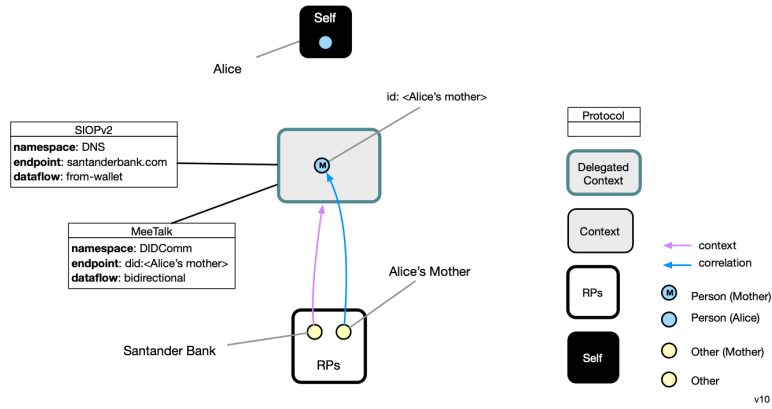 Self
Alice
id: <Alice's mother>
SIOPv2
namespace: DNS
endpoint: santanderbank.com
dataflow: from-wallet
M
MeeTalk
namespace: DIDComm
endpoint: did:<Alice's mother>
dataflow: bidirectional
Alice's Mother
Santander Bank
RPs
Protocol
Delegated
Context
Context
RPs
Self
context
correlation
M
Person (Mother)
Person (Alice)
Other (Mother)
Other
v10